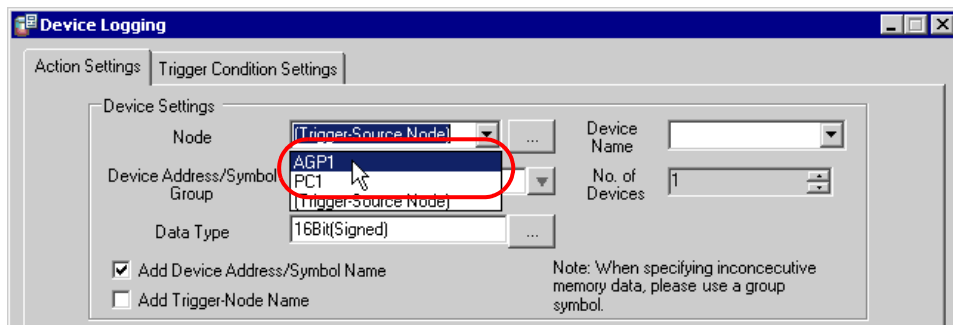 Device Logging
Action Settings
Trigger Condition Settings
Device Settings
Node
(Trigger-Source Node)
...
Device
Name
AGP1
PC1
(Trigger-Source Node)
Device Address/Symbol
Group
No. of
Devices
1
Data Type
16Bit(Signed)
...
Add Device Address/Symbol Name
Add Trigger-Node Name
Note: When specifying inconcecutive
memory data, please use a group
symbol.